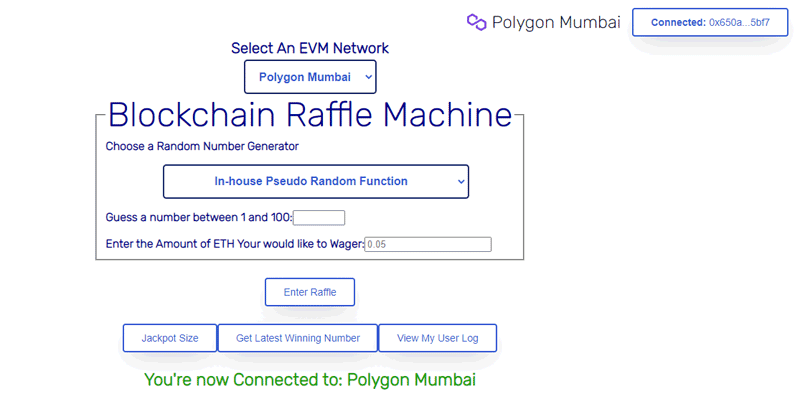 Polygon Mumbai
Connected: 0x650a...5bf7
Select An EVM Network
Polygon Mumbai
Blockchain Raffle Machine
Choose a Random Number Generator
In-house Pseudo Random Function
Guess a number between 1 and 100:
Enter the Amount of ETH Your would like to Wager: 0.05
Enter Raffle
Jackpot Size
Get Latest Winning Number
View My User Log
You're now Connected to: Polygon Mumbai